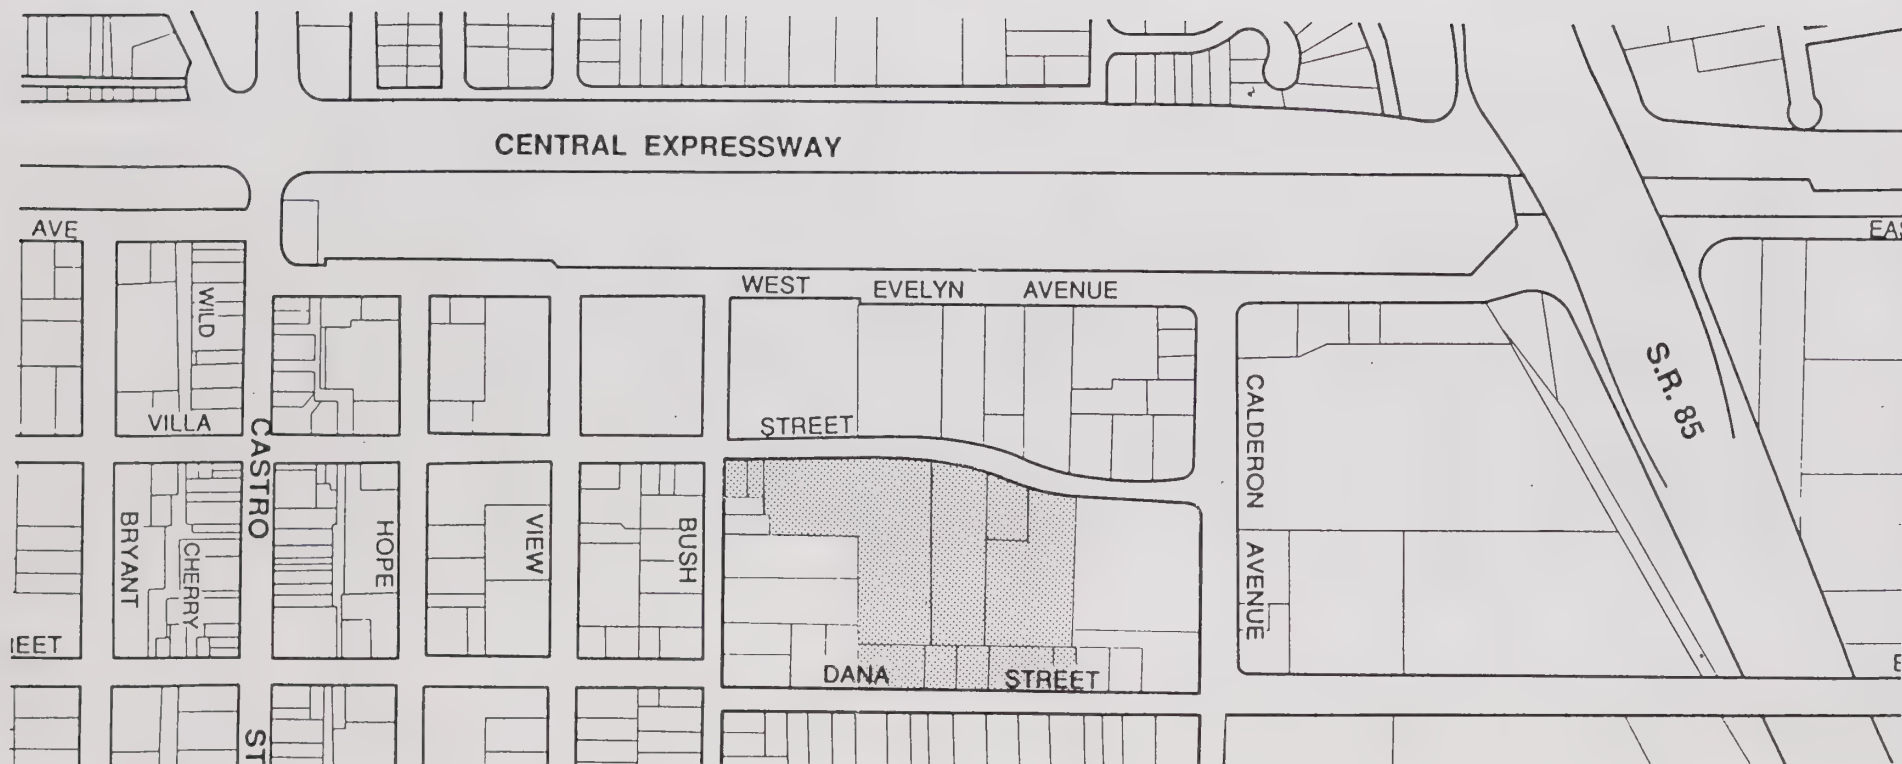 CENTRAL EXPRESSWAY
AVE
EAS
WEST EVELYN AVENUE
WILD
S.R. 85
VILLA
STREET
CASTRO
CALDERON
AVENUE
BRYANT
CHERRY
HOPE
VIEW
BUSH
EET
DANA STREET
E
ST